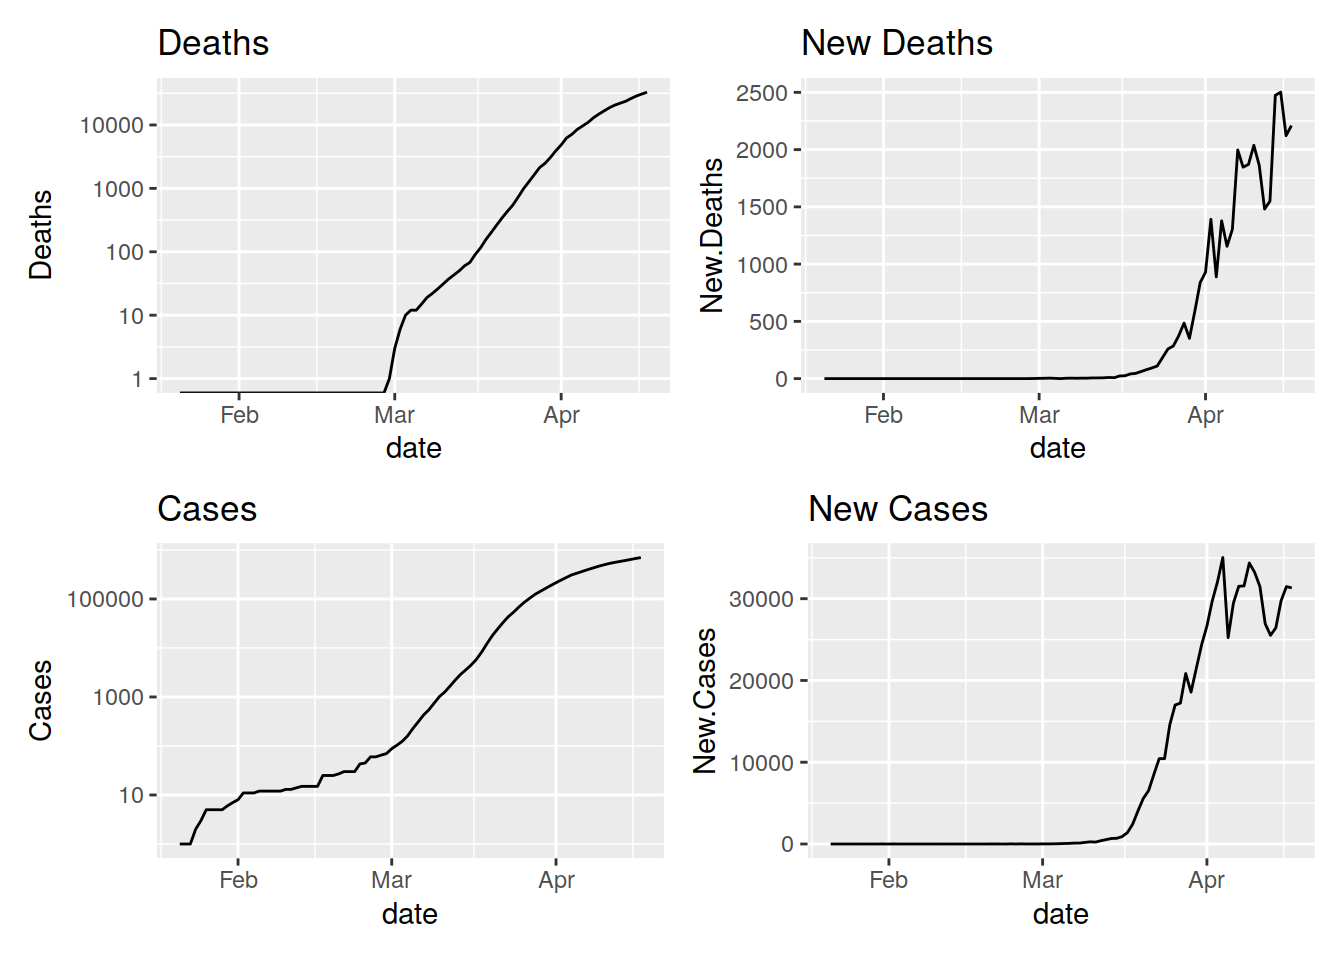 Deaths
Deaths
10000
1000
100
10
1
Feb Mar Apr
date
New Deaths
New.Deaths
2500
2000
1500
1000
500
0
Feb Mar Apr
date
Cases
Cases
100000
1000
10
Feb Mar Apr
date
New Cases
New.Cases
30000
20000
10000
0
Feb Mar Apr
date